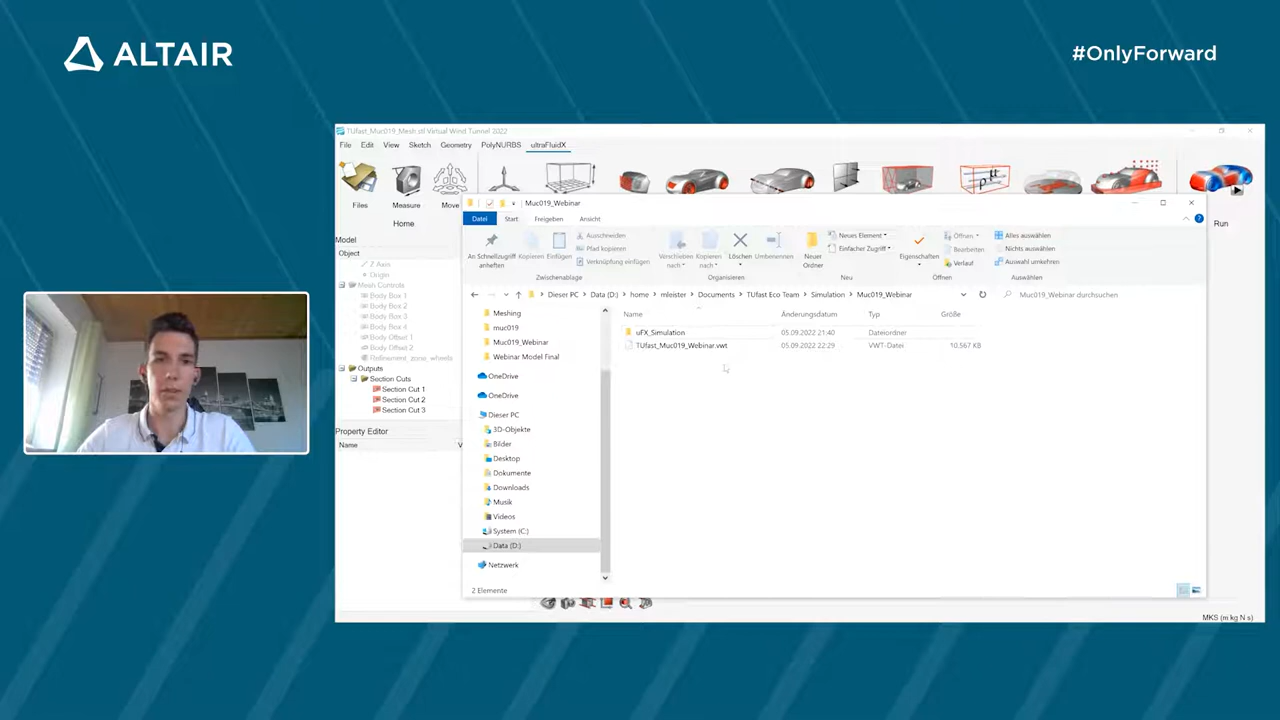 ALTAIR
#OnlyForward
TUfast_Muc019_Mesh stl Virtual Wind Tunnel 2022
File Edit View Sketch Geometry PolyNURBS ultraFluidX
Files Measure Move
Home
Run
Model
Object
Z Axis
Origin
Mesh Controls
Body Box 1
Body Box 2
Body Box 3
Body Box 4
Body Offset 1
Body Offset 2
Refinement_zone_wheels
Outputs
Section Cuts
Section Cut 1
Section Cut 2
Section Cut 3
Property Editor
Name V
Muc019_Webinar
Datei Start Freigeben Ansicht
An Schnellzugriff anheften
Kopieren
Einfügen
Ausschneiden
Pfad kopieren
Verknüpfung einfügen
Zwischenablage
Verschieben nach
Kopieren nach
Löschen
Umbenennen
Organisieren
Neuer Ordner
Neues Element
Einfacher Zugriff
Neu
Eigenschaften
Öffnen
Bearbeiten
Verlauf
Öffnen
Alles auswählen
Nichts auswählen
Auswahl umkehren
Auswählen
Dieser PC > Data (D:) > home > mleister > Documents > TUfast Eco Team > Simulation > Muc019_Webinar
Muc019_Webinar durchsuchen
Meshing
muc019
Muc019_Webinar
Webinar Model Final
OneDrive
OneDrive
Dieser PC
3D-Objekte
Bilder
Desktop
Dokumente
Downloads
Musik
Videos
System (C:)
Data (D:)
Netzwerk
Name Änderungsdatum Typ Größe
uFX_Simulation 05.09.2022 21:40 Dateiordner
TUfast_Muc019_Webinar.vwt 05.09.2022 22:29 VWT-Datei 10.567 KB
2 Elemente
MKS (m kg N s)